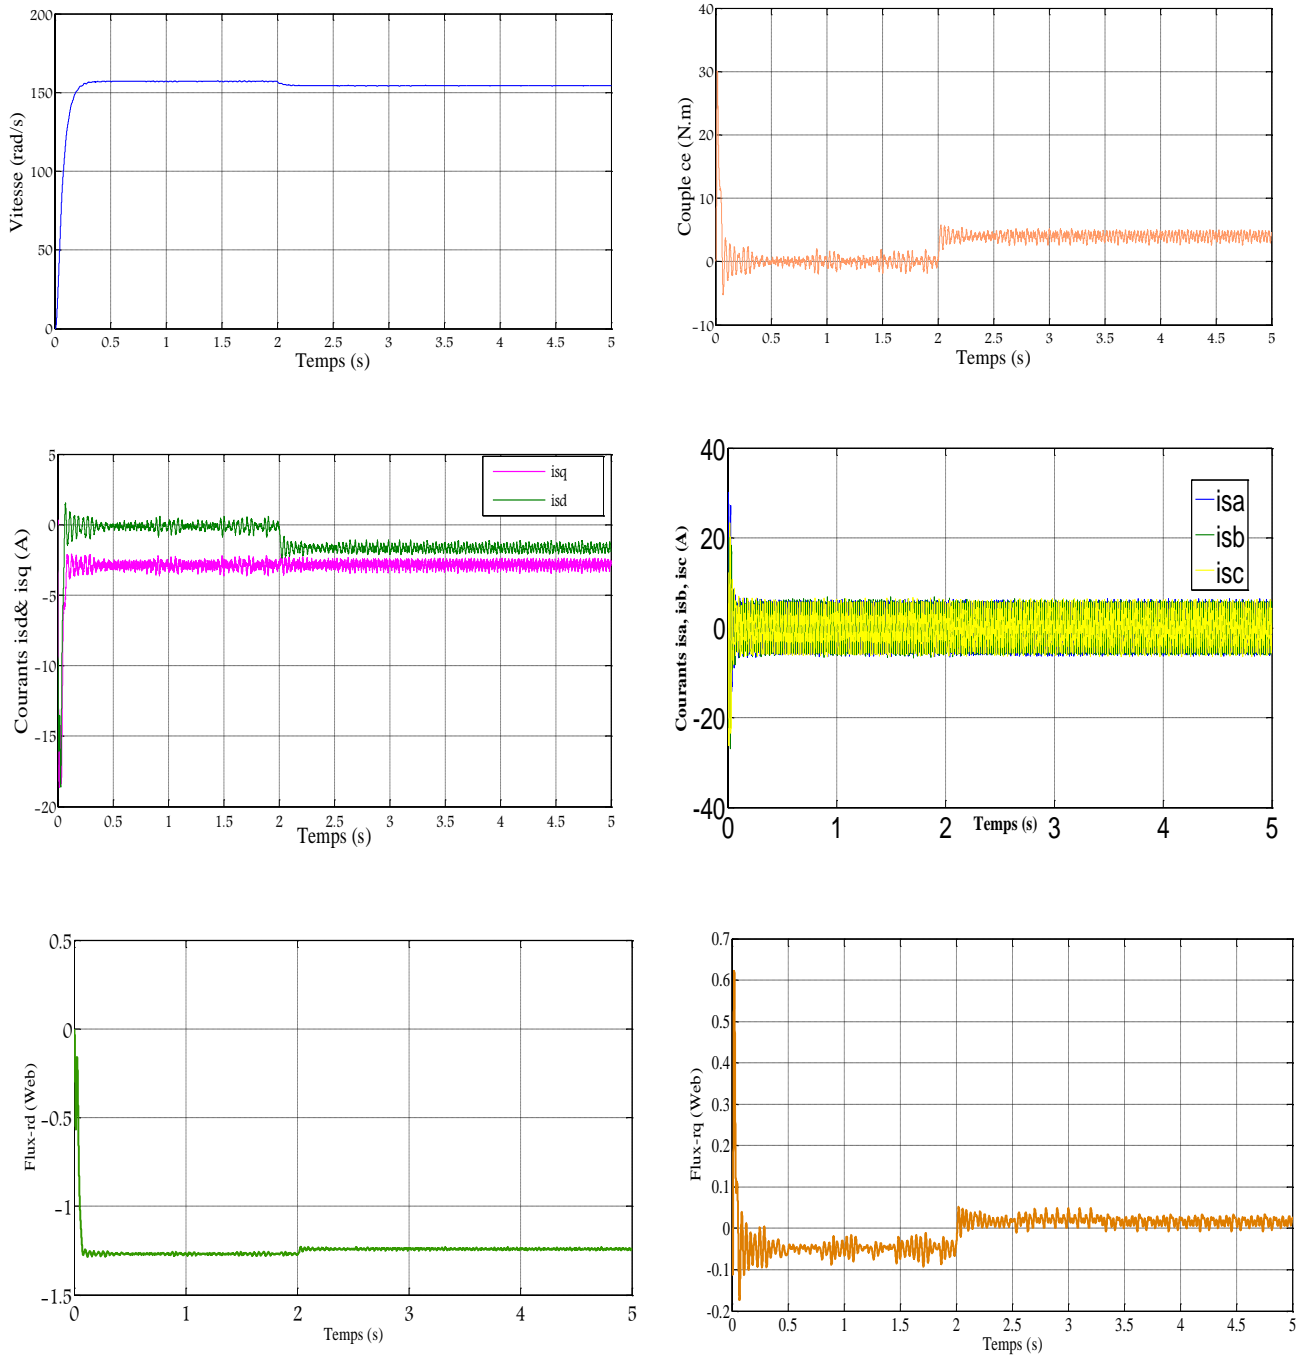 200
150
100
50
0
Vitesse (rad/s)
0 0.5 1 1.5 2 2.5 3 3.5 4 4.5 5
Temps (s)
40
30
20
10
0
-10
Couple ce (N.m)
0 0.5 1 1.5 2 2.5 3 3.5 4 4.5 5
Temps (s)
5
0
-5
-10
-15
-20
Courants isd& isq (A)
isq
isd
0 0.5 1 1.5 2 2.5 3 3.5 4 4.5 5
Temps (s)
40
20
0
-20
-40
Courants isa, isb, isc (A)
isa
isb
isc
0 1 2 3 4 5
Temps (s)
0.5
0
-0.5
-1
-1.5
Flux-rd (Web)
0 1 2 3 4 5
Temps (s)
0.7
0.6
0.5
0.4
0.3
0.2
0.1
0
-0.1
-0.2
Flux-rq (Web)
0 0.5 1 1.5 2 2.5 3 3.5 4 4.5 5
Temps (s)